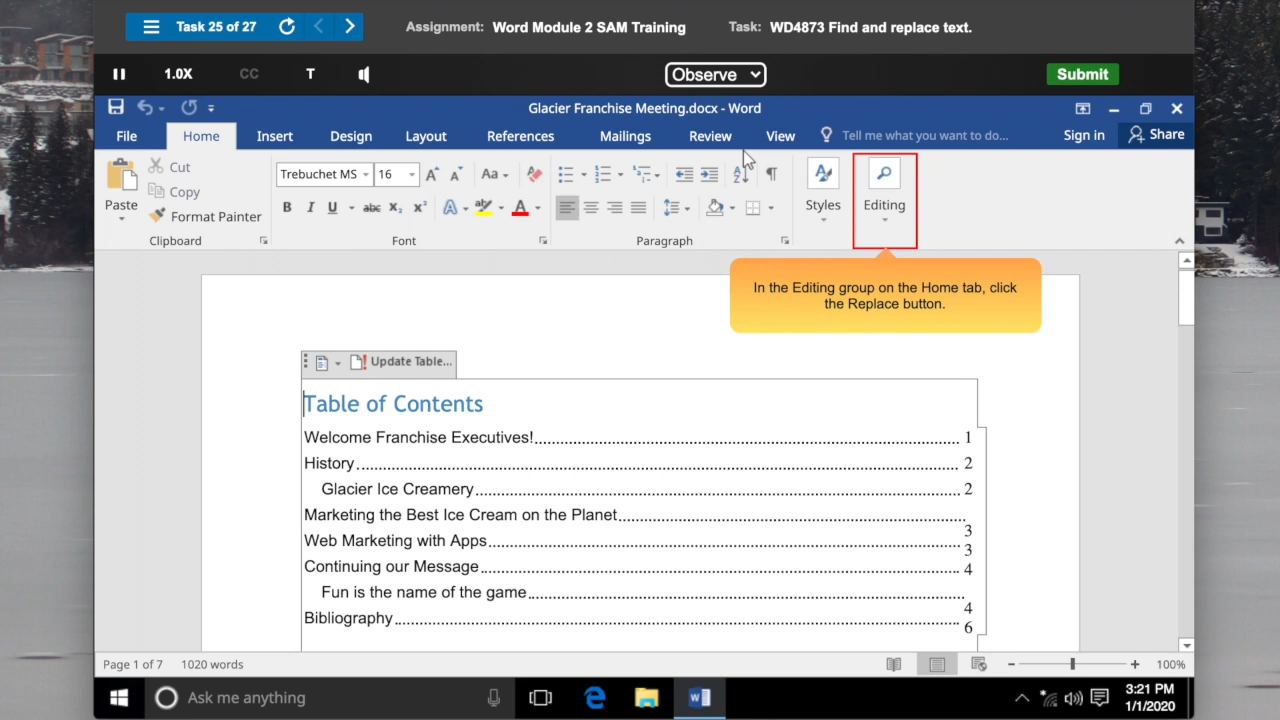 Task 25 of 27
Assignment: Word Module 2 SAM Training
Task: WD4873 Find and replace text.
1.0X
CC
T
Observe
Submit
Glacier Franchise Meeting.docx - Word
File
Home
Insert
Design
Layout
References
Mailings
Review
View
Tell me what you want to do...
Sign in
Share
Paste
Cut
Copy
Format Painter
Clipboard
Trebuchet MS
16
Aa
B
I
U
abc
X₂
X²
Font
Paragraph
Styles
Editing
In the Editing group on the Home tab, click
the Replace button.
Update Table...
Table of Contents
Welcome Franchise Executives! 1
History 2
Glacier Ice Creamery 2
Marketing the Best Ice Cream on the Planet 3
Web Marketing with Apps 3
Continuing our Message 4
Fun is the name of the game 4
Bibliography 6
Page 1 of 7
1020 words
100%
Ask me anything
3:21 PM
1/1/2020